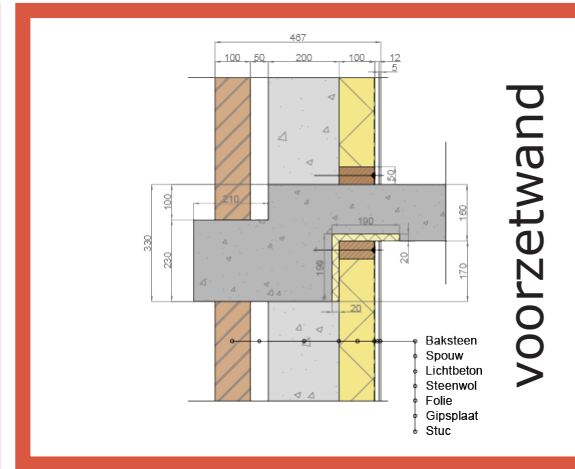 467
100 50 200 100 12
5
50
100
210
190
160
330
230
190
20
170
20
voorzetwand
Baksteen
Spouw
Lichtbeton
Steenwol
Folie
Gipsplaat
Stuc